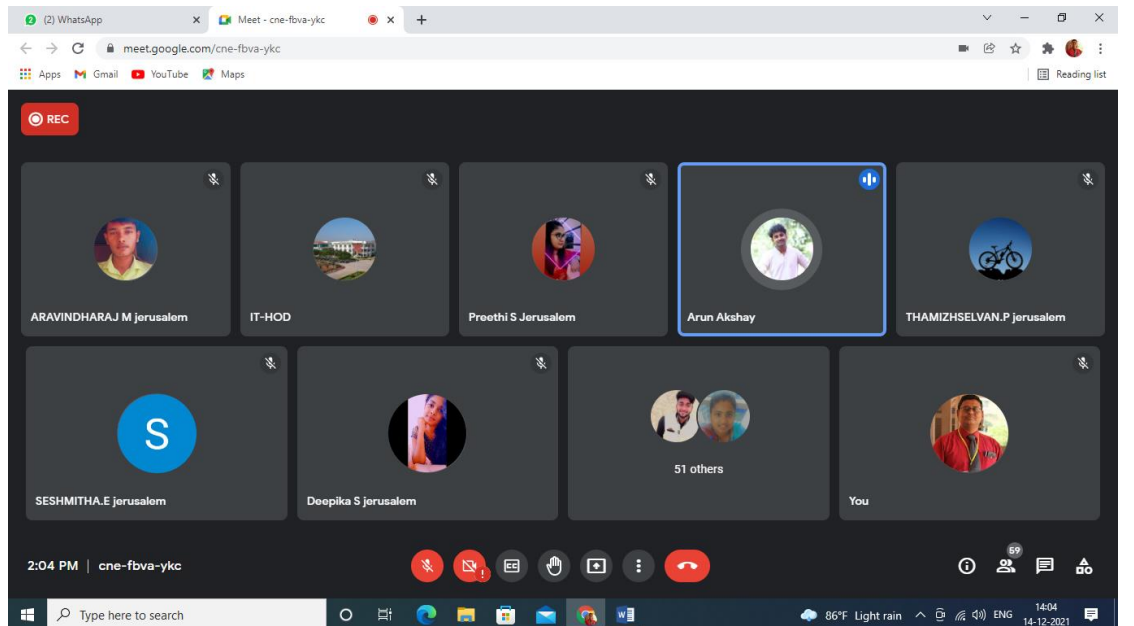 (2) WhatsApp
Meet - cne-fbva-ykc
meet.google.com/cne-fbva-ykc
Apps Gmail YouTube Maps Reading list
REC
ARAVINDHARAJ M jerusalem
IT-HOD
Preethi S Jerusalem
Arun Akshay
THAMIZHSELVAN.P jerusalem
S
SESHMITHA.E jerusalem
Deepika S jerusalem
51 others
You
2:04 PM | cne-fbva-ykc
CC
59
Type here to search
86°F Light rain
ENG
14:04
14-12-2021